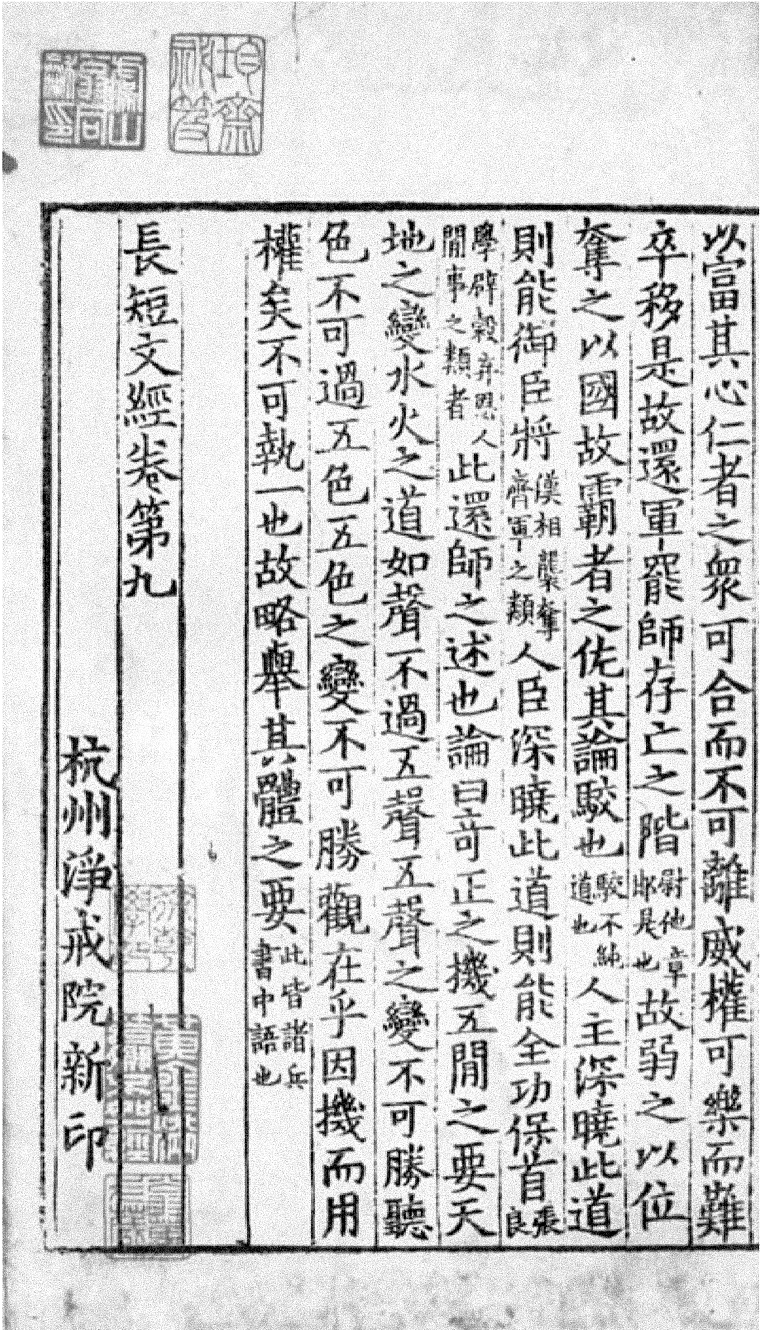 以富其心仁者之衆可合而不可離威權可樂而難
卒移是故還軍罷師存亡之階尉他章邯是也故弱之以位
奪之以國故霸者之佐其論駮也駮不純道也人主深曉此道
則能御臣將漢相襲奪齊軍之類人臣深曉此道則能全功保首張良
學辟穀弃人閒事之類者此還師之述也論曰奇正之機五閒之要天
地之變水火之道如聲不過五聲五聲之變不可勝聽
色不可過五色五色之變不可勝觀在乎因機而用
權矣不可執一也故略舉其體之要此皆諸兵書中語也
長短文經卷第九
杭州淨戒院新印